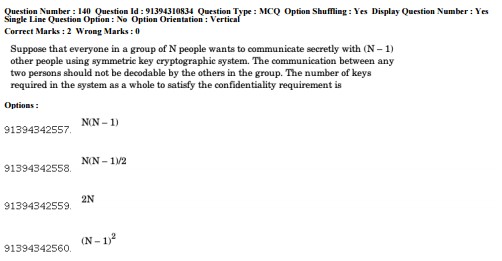 Question Number : 140 Question Id : 91394310834 Question Type : MCQ Option Shuffling : Yes Display Question Number : Yes
Single Line Question Option : No Option Orientation : Vertical
Correct Marks : 2 Wrong Marks : 0
Suppose that everyone in a group of N people wants to communicate secretly with (N – 1)
other people using symmetric key cryptographic system. The communication between any
two persons should not be decodable by the others in the group. The number of keys
required in the system as a whole to satisfy the confidentiality requirement is
Options :
91394342557. N(N – 1)
91394342558. N(N – 1)/2
91394342559. 2N
91394342560. (N – 1)²